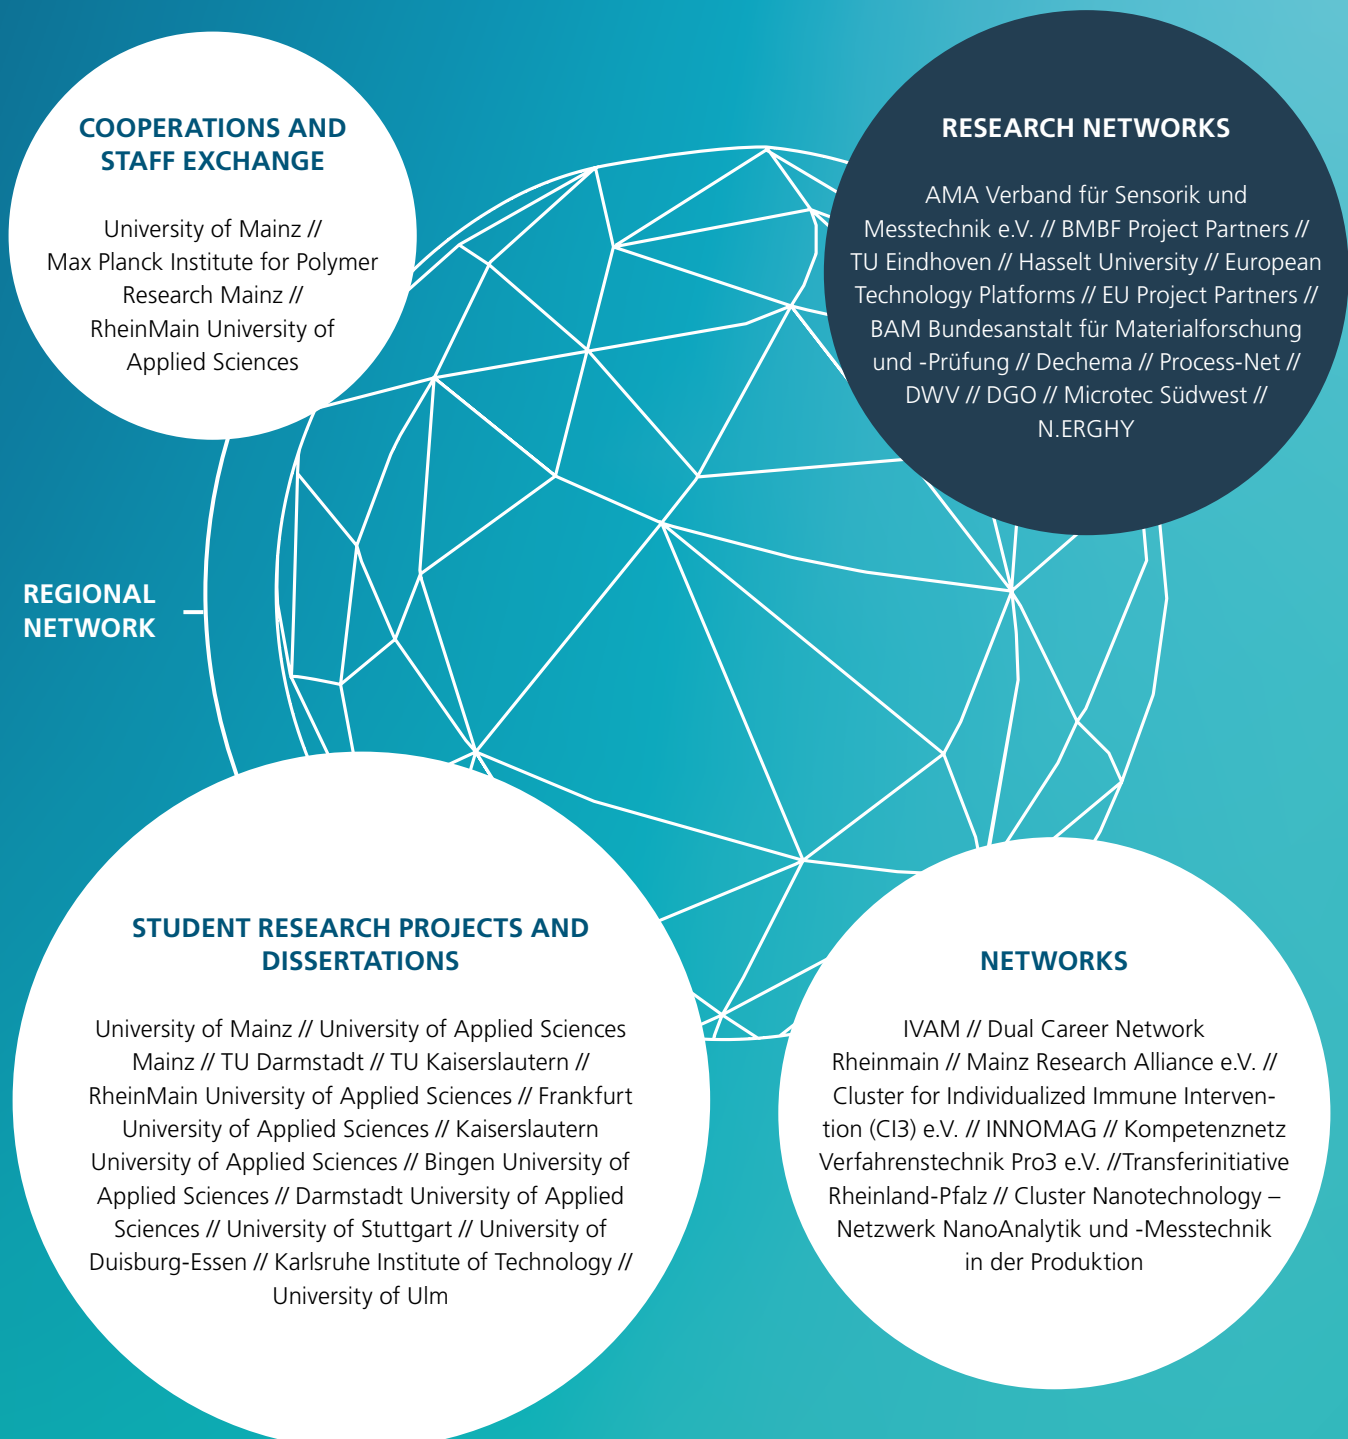 COOPERATIONS AND
STAFF EXCHANGE
University of Mainz //
Max Planck Institute for Polymer
Research Mainz //
RheinMain University of
Applied Sciences
RESEARCH NETWORKS
AMA Verband für Sensorik und
Messtechnik e.V. // BMBF Project Partners //
TU Eindhoven // Hasselt University // European
Technology Platforms // EU Project Partners //
BAM Bundesanstalt für Materialforschung
und -Prüfung // Dechema // Process-Net //
DWV // DGO // Microtec Südwest //
N.ERGHY
REGIONAL
NETWORK
STUDENT RESEARCH PROJECTS AND
DISSERTATIONS
University of Mainz // University of Applied Sciences
Mainz // TU Darmstadt // TU Kaiserslautern //
RheinMain University of Applied Sciences // Frankfurt
University of Applied Sciences // Kaiserslautern
University of Applied Sciences // Bingen University of
Applied Sciences // Darmstadt University of Applied
Sciences // University of Stuttgart // University of
Duisburg-Essen // Karlsruhe Institute of Technology //
University of Ulm
NETWORKS
IVAM // Dual Career Network
Rheinmain // Mainz Research Alliance e.V. //
Cluster for Individualized Immune Interven-
tion (CI3) e.V. // INNOMAG // Kompetenznetz
Verfahrenstechnik Pro3 e.V. //Transferinitiative
Rheinland-Pfalz // Cluster Nanotechnology –
Netzwerk NanoAnalytik und -Messtechnik
in der Produktion